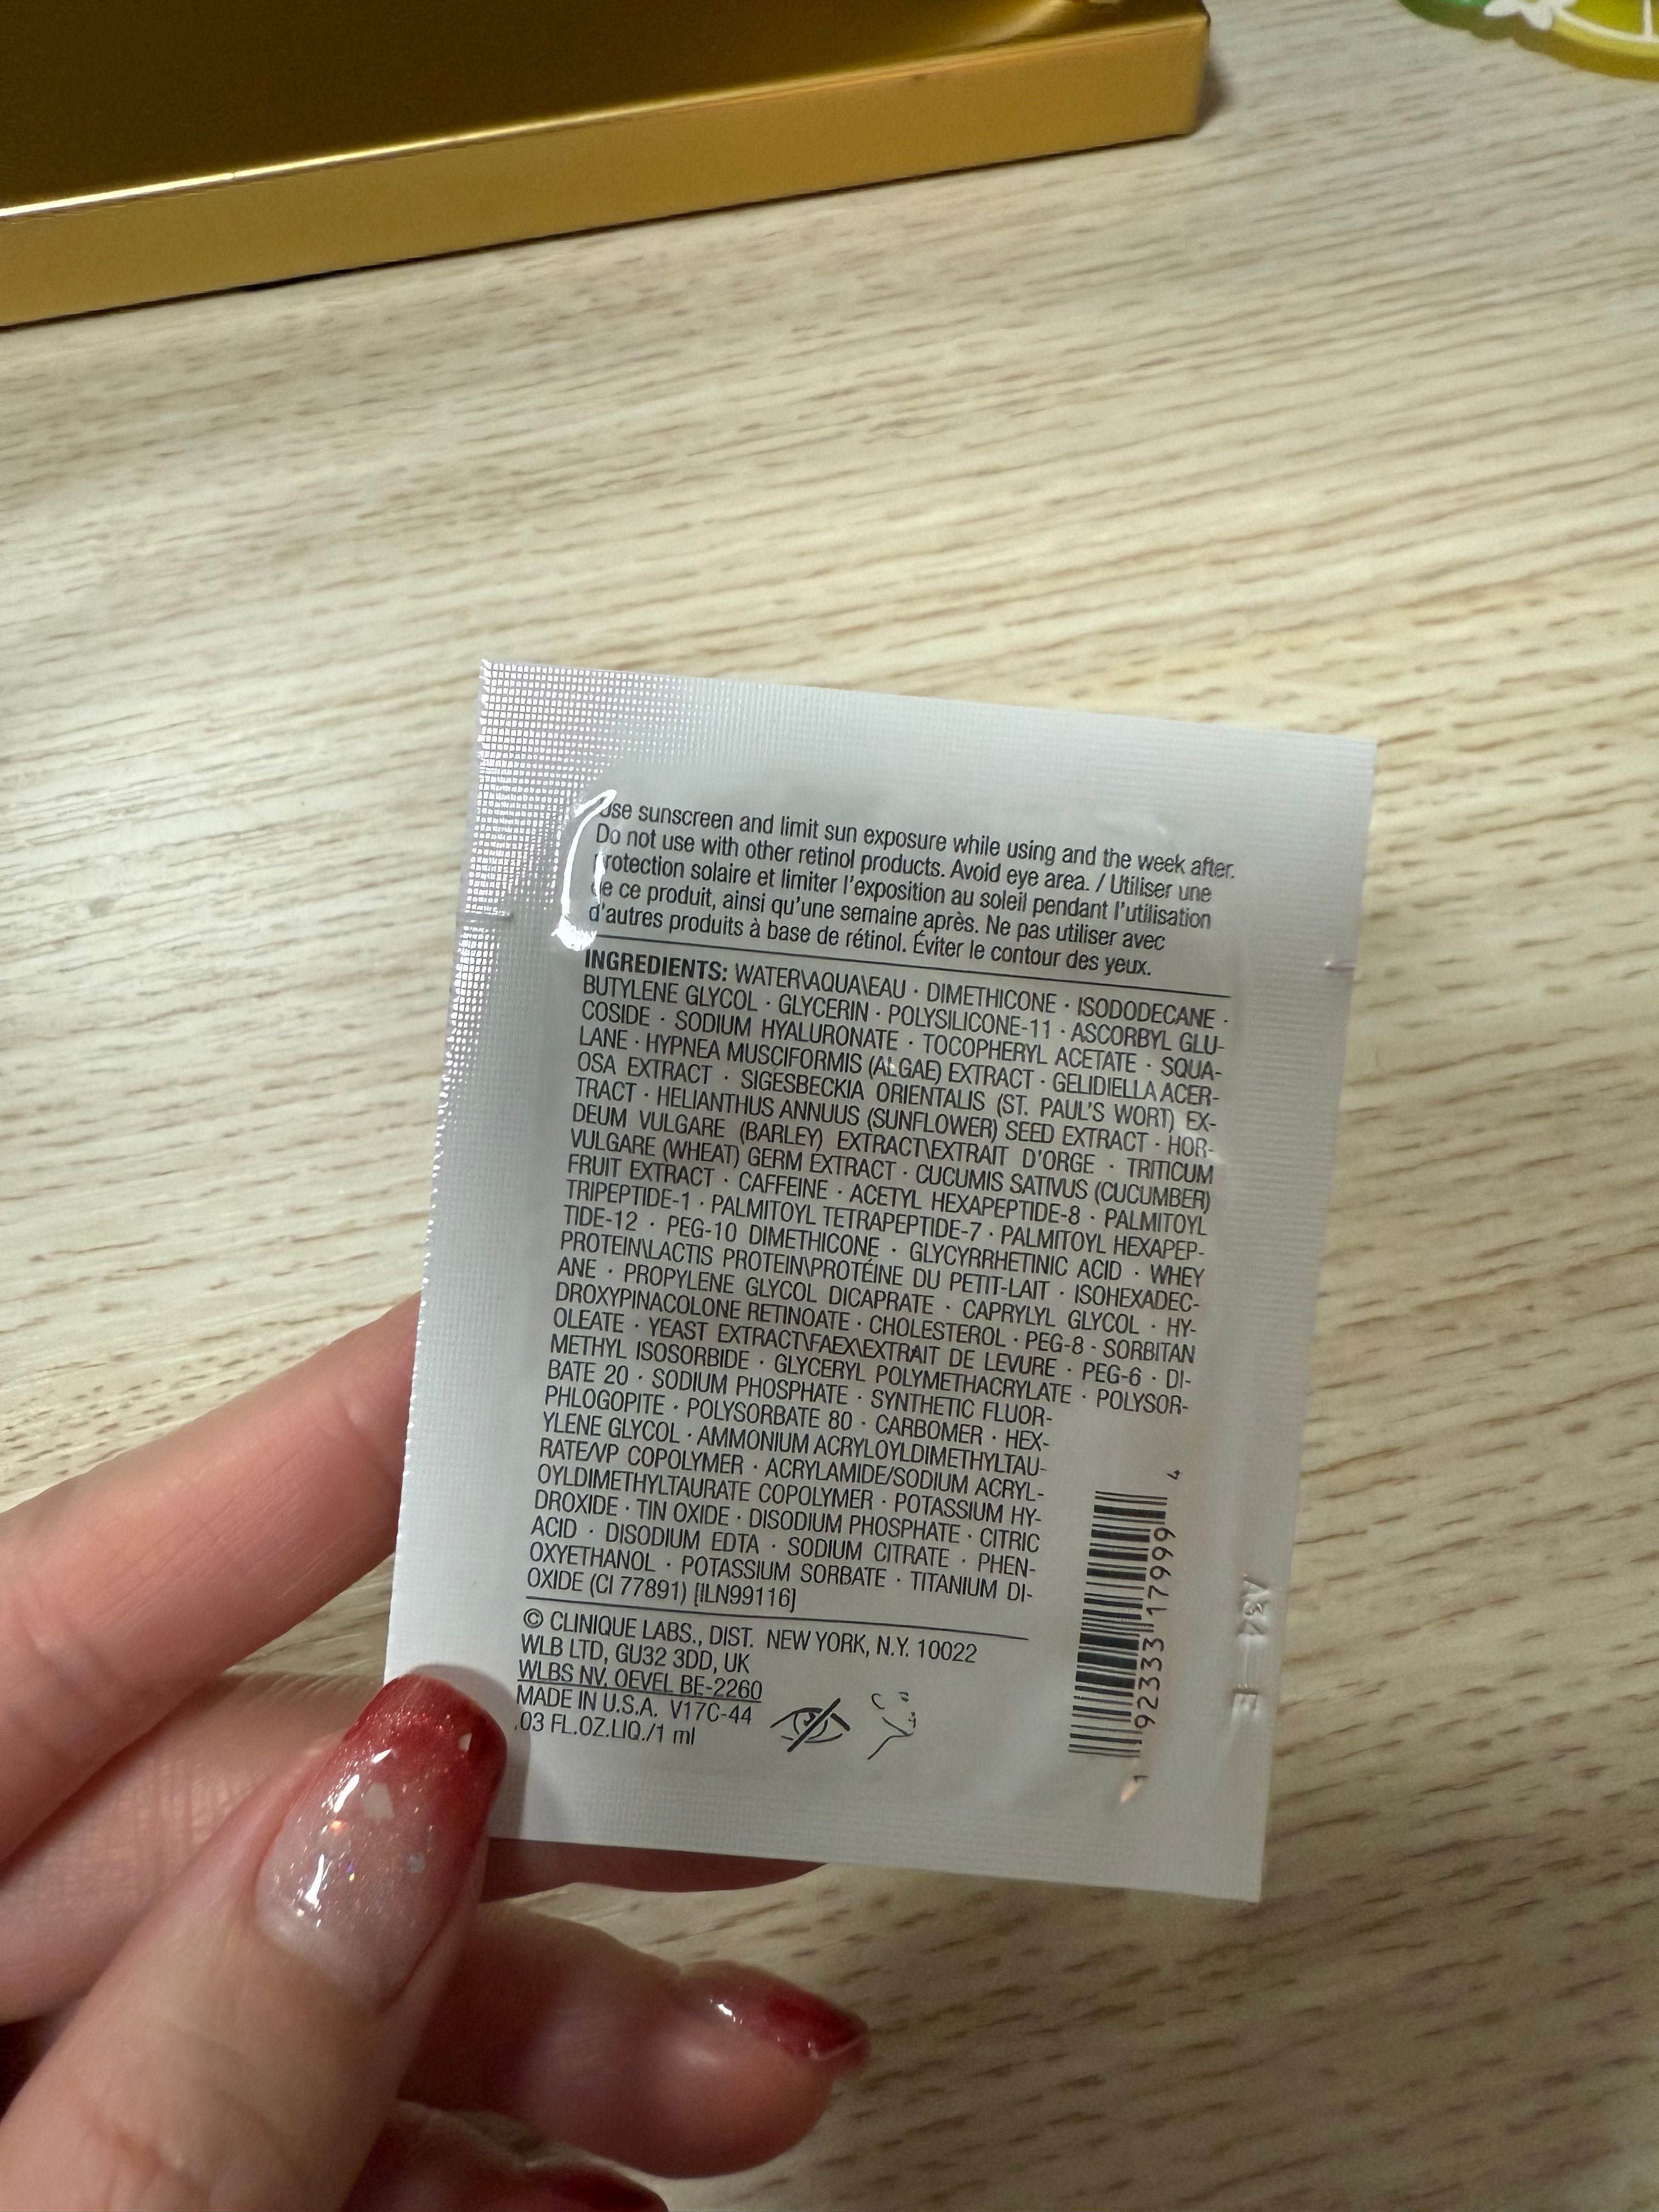 Use sunscreen and limit sun exposure while using and the week after.
Do not use with other retinol products. Avoid eye area. / Utiliser une
protection solaire et limiter l'exposition au soleil pendant l'utilisation
de ce produit, ainsi qu'une semaine après. Ne pas utiliser avec
d'autres produits à base de rétinol. Éviter le contour des yeux.
INGREDIENTS: WATER\AQUA\EAU · DIMETHICONE · ISODODECANE ·
BUTYLENE GLYCOL · GLYCERIN · POLYSILICONE-11 · ASCORBYL GLU-
COSIDE · SODIUM HYALURONATE · TOCOPHERYL ACETATE · SQUA-
LANE · HYPNEA MUSCIFORMIS (ALGAE) EXTRACT · GELIDIELLA ACER-
OSA EXTRACT · SIGESBECKIA ORIENTALIS (ST. PAUL'S WORT) EX-
TRACT · HELIANTHUS ANNUUS (SUNFLOWER) SEED EXTRACT · HOR-
DEUM VULGARE (BARLEY) EXTRACT\EXTRAIT D'ORGE · TRITICUM
VULGARE (WHEAT) GERM EXTRACT · CUCUMIS SATIVUS (CUCUMBER)
FRUIT EXTRACT · CAFFEINE · ACETYL HEXAPEPTIDE-8 · PALMITOYL
TRIPEPTIDE-1 · PALMITOYL TETRAPEPTIDE-7 · PALMITOYL HEXAPEP-
TIDE-12 · PEG-10 DIMETHICONE · GLYCYRRHETINIC ACID · WHEY
PROTEIN\LACTIS PROTEIN\PROTÉINE DU PETIT-LAIT · ISOHEXADEC-
ANE · PROPYLENE GLYCOL DICAPRATE · CAPRYLYL GLYCOL · HY-
DROXYPINACOLONE RETINOATE · CHOLESTEROL · PEG-8 · SORBITAN
OLEATE · YEAST EXTRACT\FAEX\EXTRAIT DE LEVURE · PEG-6 · DI-
METHYL ISOSORBIDE · GLYCERYL POLYMETHACRYLATE · POLYSOR-
BATE 20 · SODIUM PHOSPHATE · SYNTHETIC FLUOR-
PHLOGOPITE · POLYSORBATE 80 · CARBOMER · HEX-
YLENE GLYCOL · AMMONIUM ACRYLOYLDIMETHYLTAU-
RATE/VP COPOLYMER · ACRYLAMIDE/SODIUM ACRYL-
OYLDIMETHYLTAURATE COPOLYMER · POTASSIUM HY-
DROXIDE · TIN OXIDE · DISODIUM PHOSPHATE · CITRIC
ACID · DISODIUM EDTA · SODIUM CITRATE · PHEN-
OXYETHANOL · POTASSIUM SORBATE · TITANIUM DI-
OXIDE (CI 77891) [ILN99116]
© CLINIQUE LABS., DIST. NEW YORK, N.Y. 10022
WLB LTD, GU32 3DD, UK
WLBS NV, OEVEL BE-2260
MADE IN U.S.A. V17C-44
.03 FL.OZ.LIQ./1 ml
1 92333 17999 4
A34